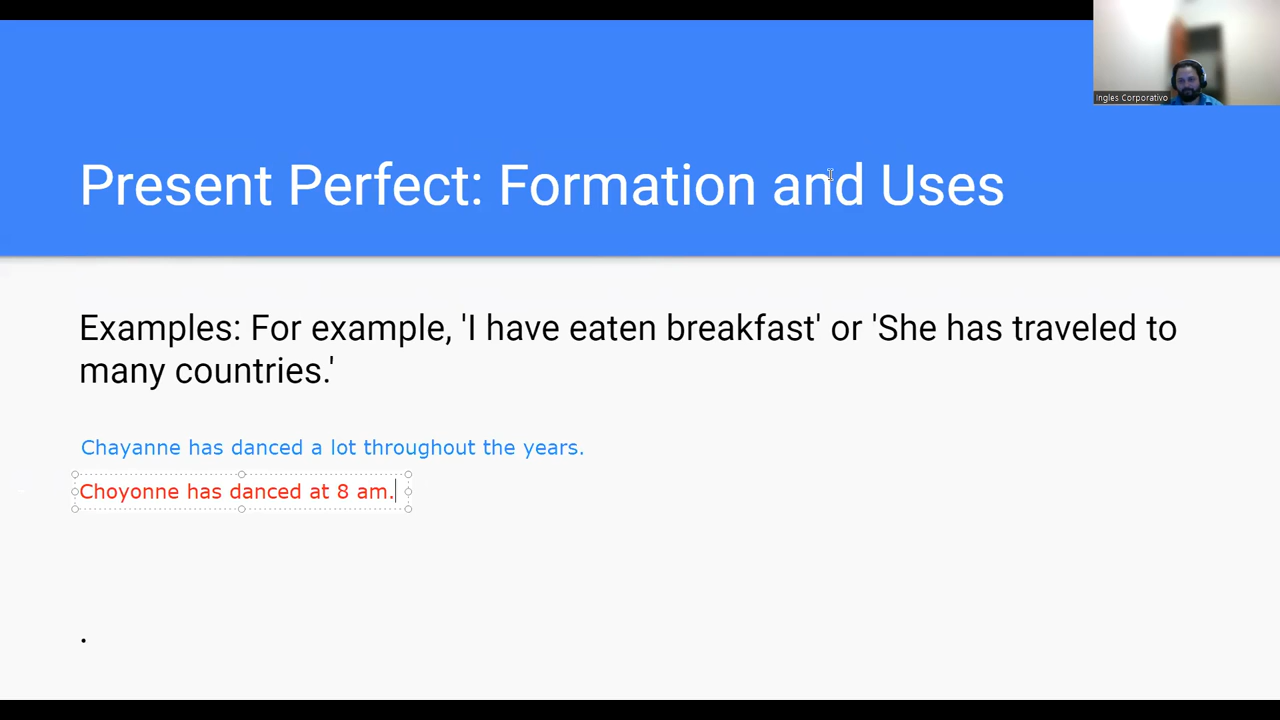 Ingles Corporativo
Present Perfect: Formation and Uses
Examples: For example, 'I have eaten breakfast' or 'She has traveled to
many countries.'
Chayanne has danced a lot throughout the years.
Choyonne has danced at 8 am.
.